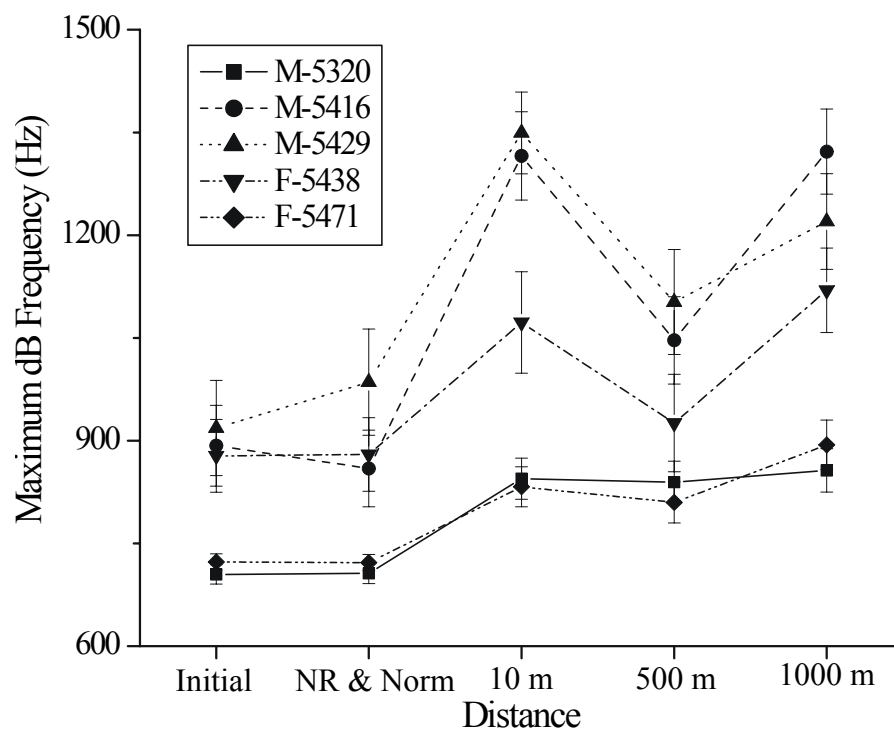 1500
1200
900
600
Maximum dB Frequency (Hz)
M-5320
M-5416
M-5429
F-5438
F-5471
Initial NR & Norm 10 m 500 m 1000 m
Distance